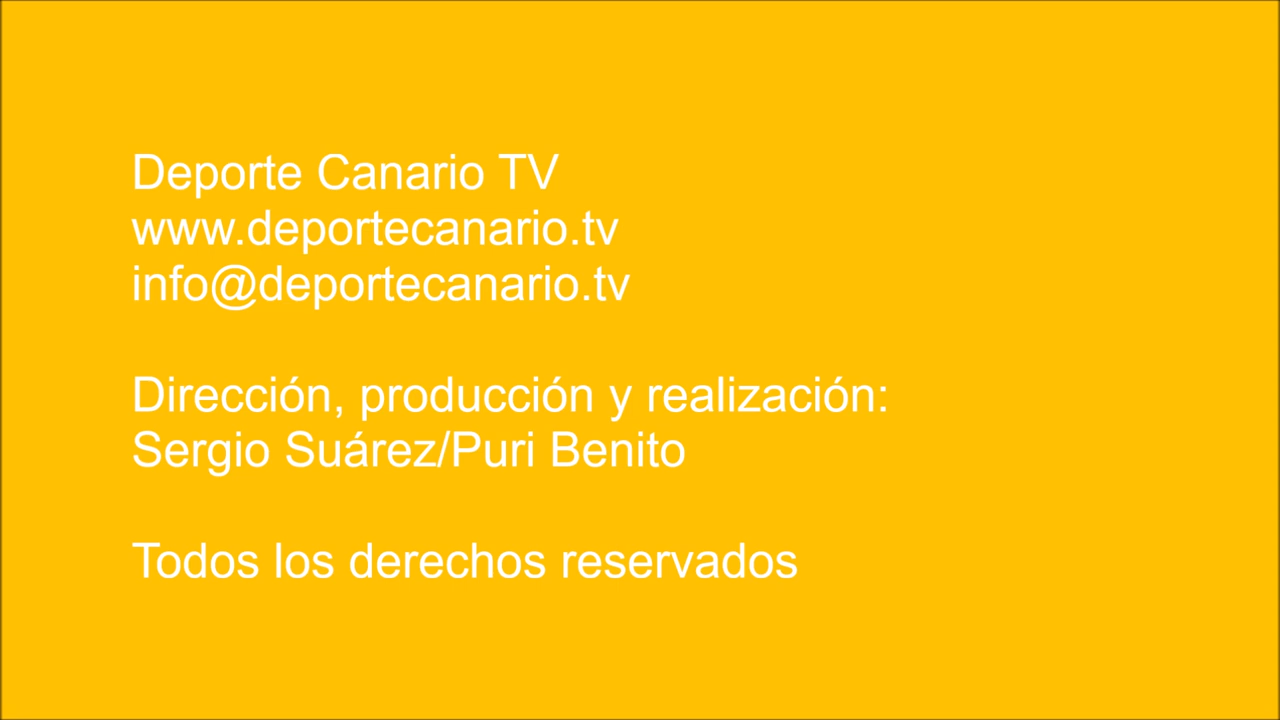 Deporte Canario TV
www.deportecanario.tv
info@deportecanario.tv
Dirección, producción y realización:
Sergio Suárez/Puri Benito
Todos los derechos reservados